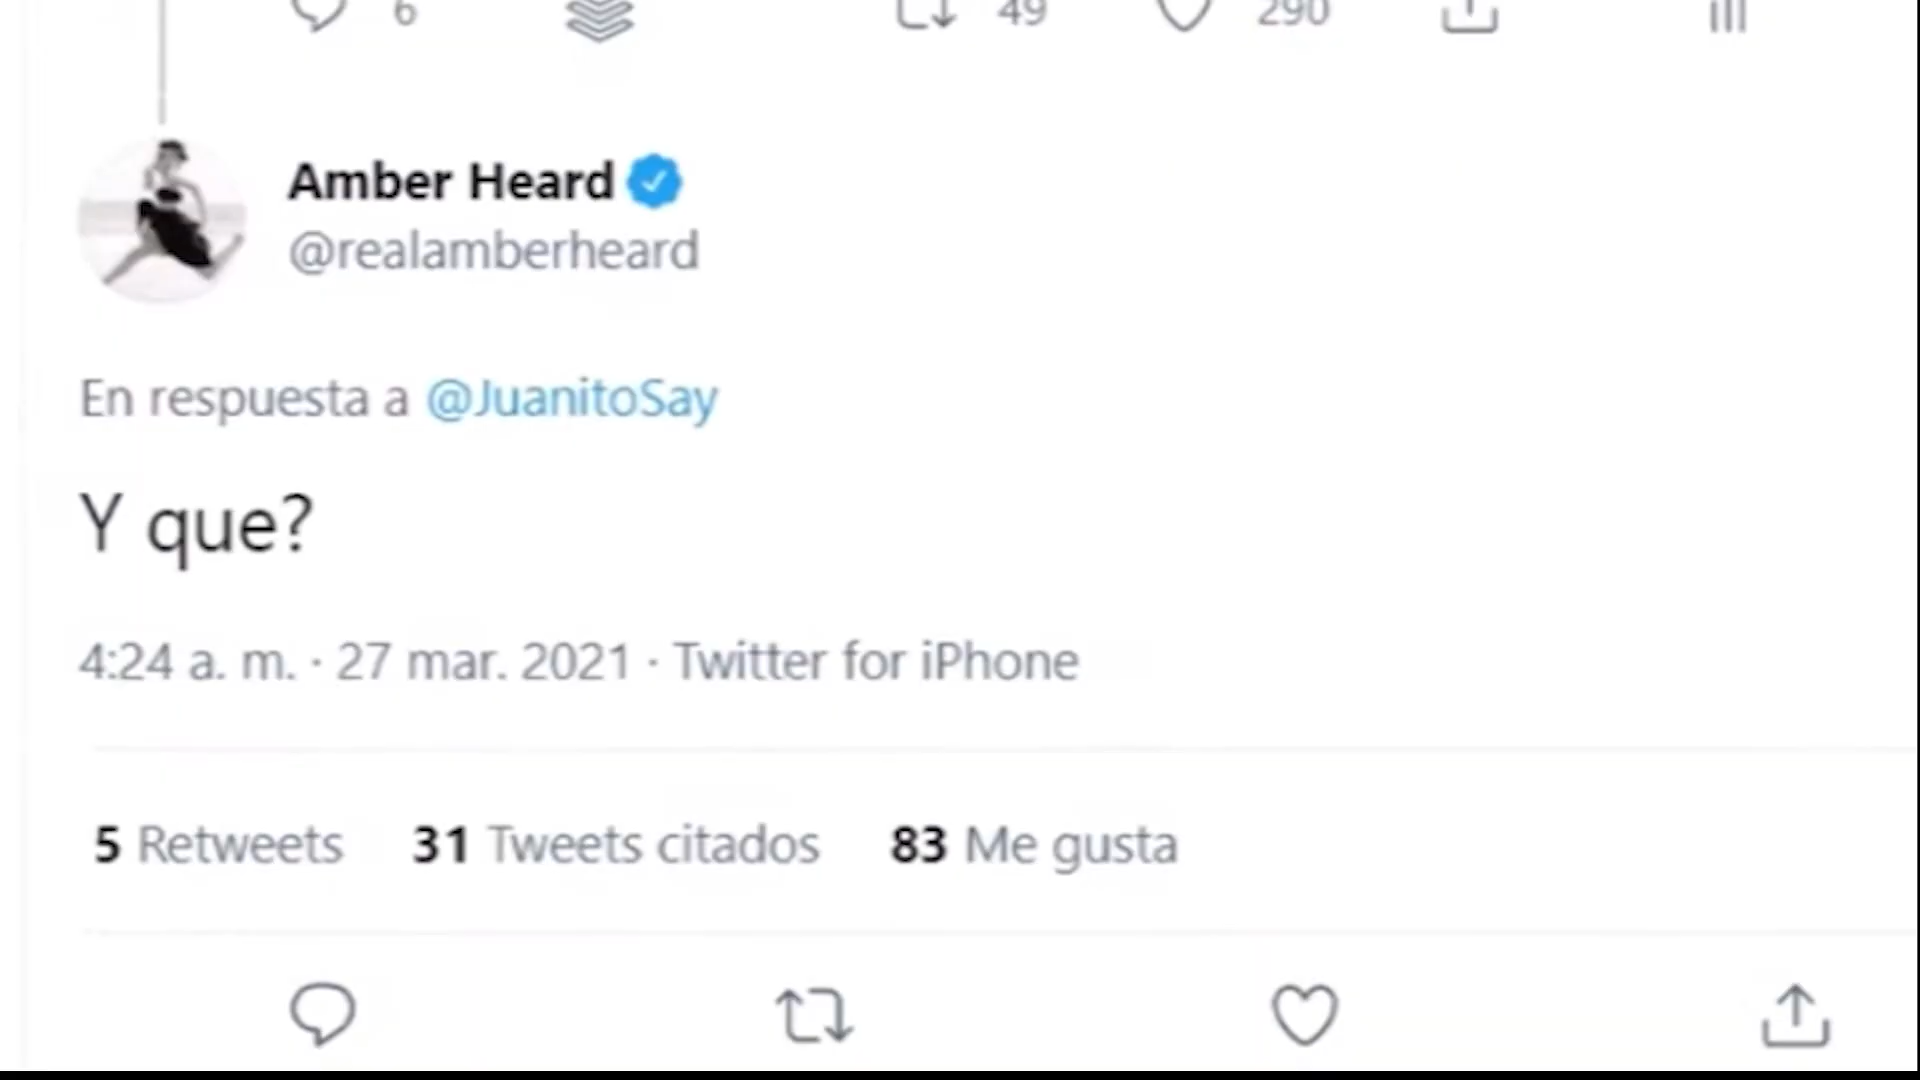 6 49 290
Amber Heard
@realamberheard
En respuesta a @JuanitoSay
Y que?
4:24 a. m. · 27 mar. 2021 · Twitter for iPhone
5 Retweets 31 Tweets citados 83 Me gusta